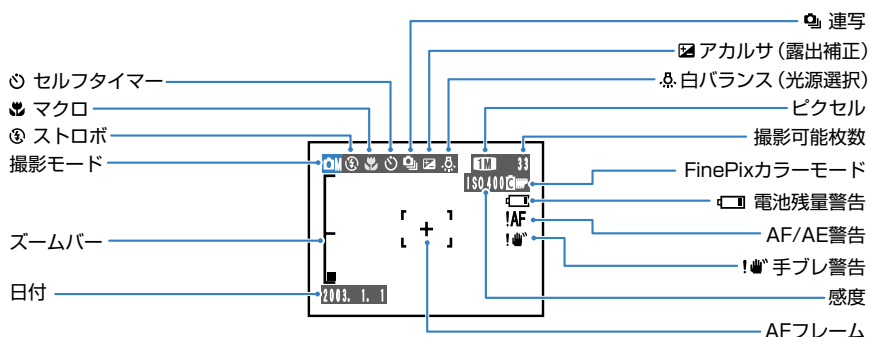 連写
アカルサ（露出補正）
セルフタイマー
白バランス（光源選択）
マクロ
ピクセル
ストロボ
撮影可能枚数
撮影モード
M
1M 33
FinePixカラーモード
ISO400 C
電池残量警告
!AF
AF/AE警告
ズームバー
!
!手ブレ警告
日付
2003. 1. 1
感度
AFフレーム